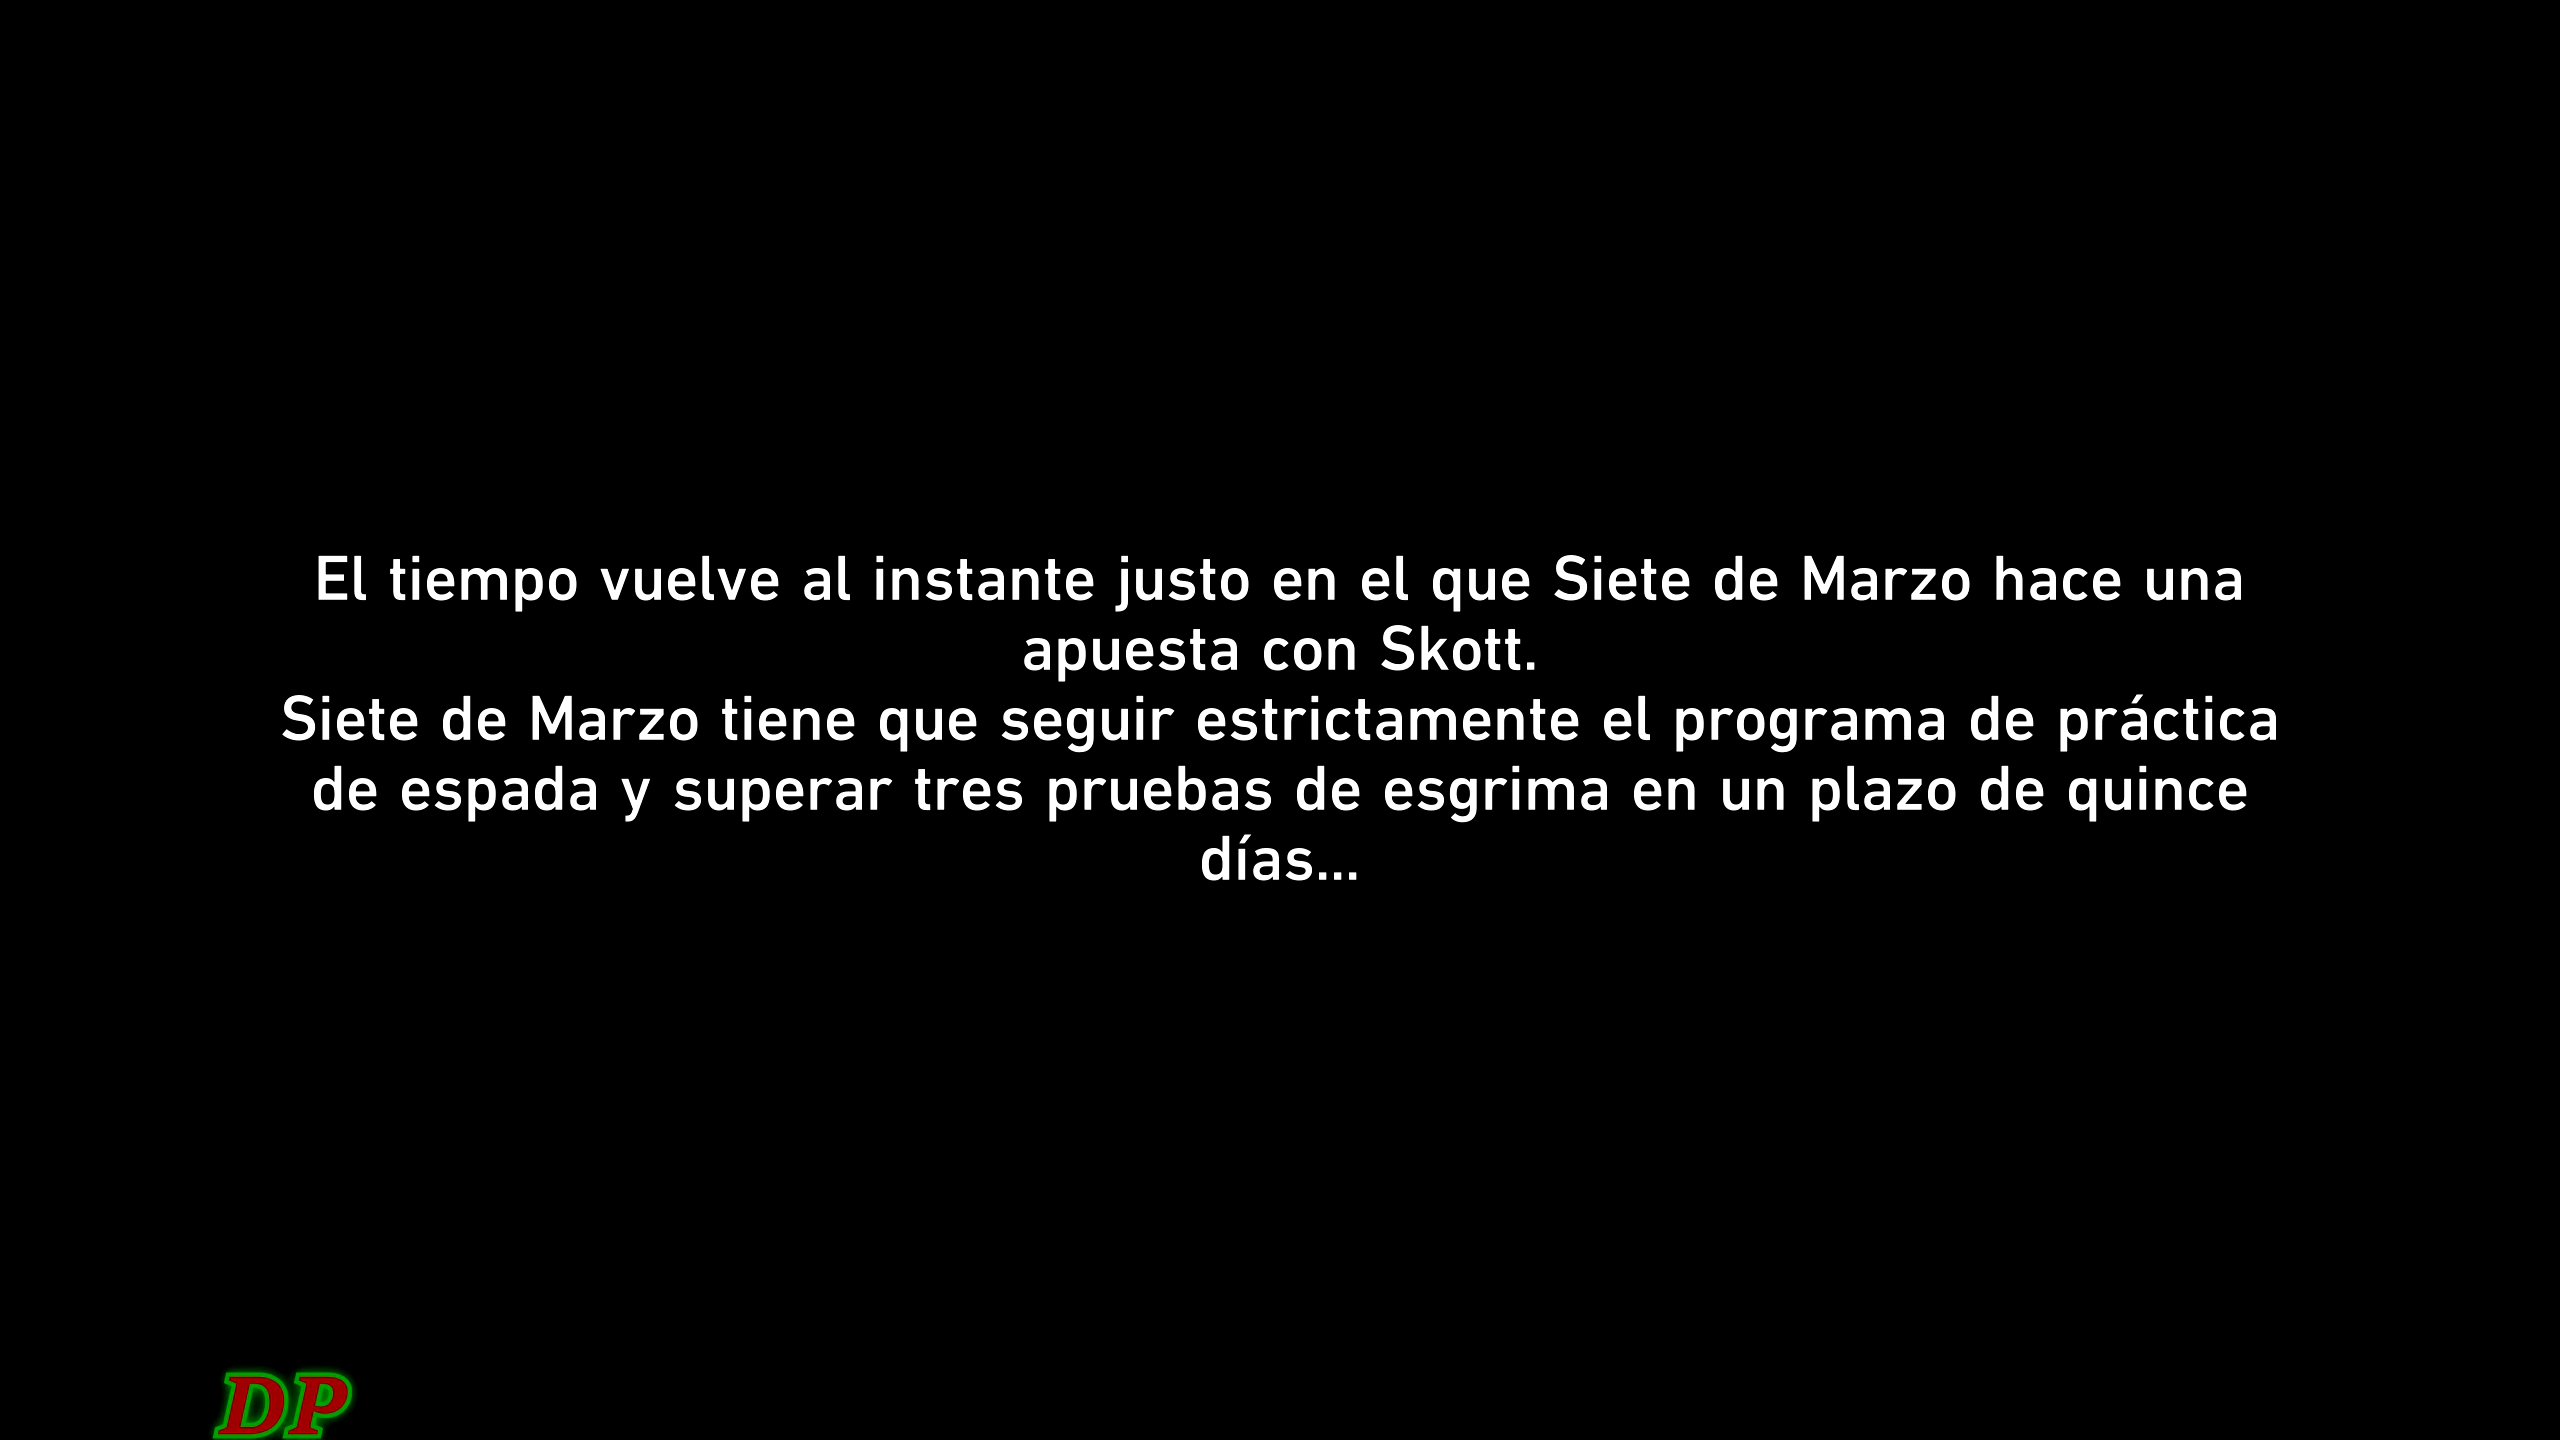 El tiempo vuelve al instante justo en el que Siete de Marzo hace una
apuesta con Skott.
Siete de Marzo tiene que seguir estrictamente el programa de práctica
de espada y superar tres pruebas de esgrima en un plazo de quince
días...
DP